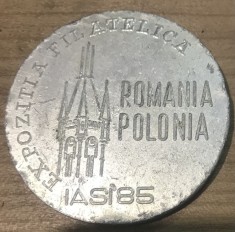 EXPOZITIA FILATELICA
ROMANIA
POLONIA
IASI'85